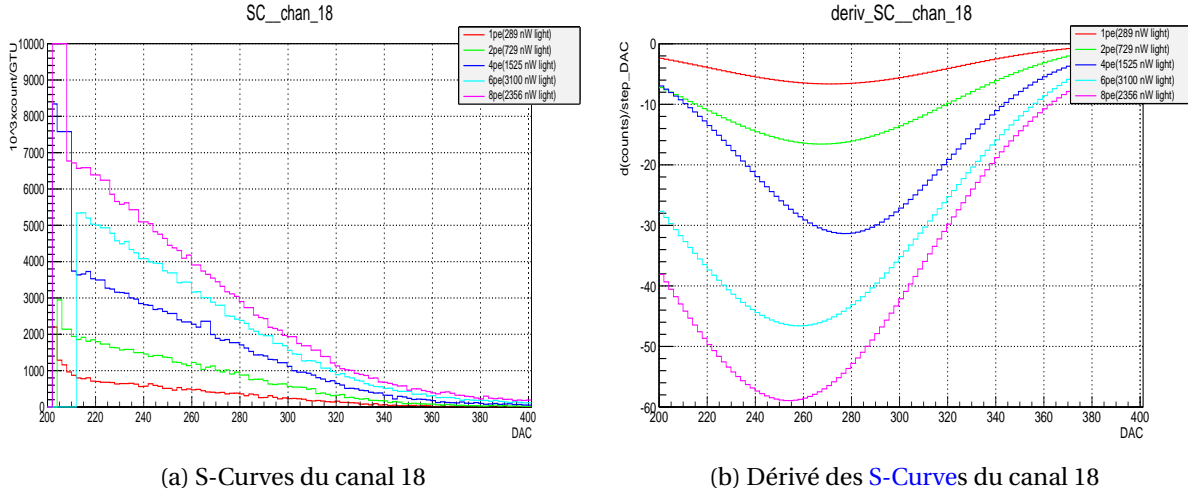 SC__chan_18
10^3xcount/GTU
10000
9000
8000
7000
6000
5000
4000
3000
2000
1000
0
200 220 240 260 280 300 320 340 360 380 400
DAC
1pe(289 nW light)
2pe(729 nW light)
4pe(1525 nW light)
6pe(3100 nW light)
8pe(2356 nW light)
(a) S-Curves du canal 18
deriv_SC__chan_18
d(counts)/step_DAC
0
-10
-20
-30
-40
-50
-60
200 220 240 260 280 300 320 340 360 380 400
DAC
1pe(289 nW light)
2pe(729 nW light)
4pe(1525 nW light)
6pe(3100 nW light)
8pe(2356 nW light)
(b) Dérivé des S-Curves du canal 18